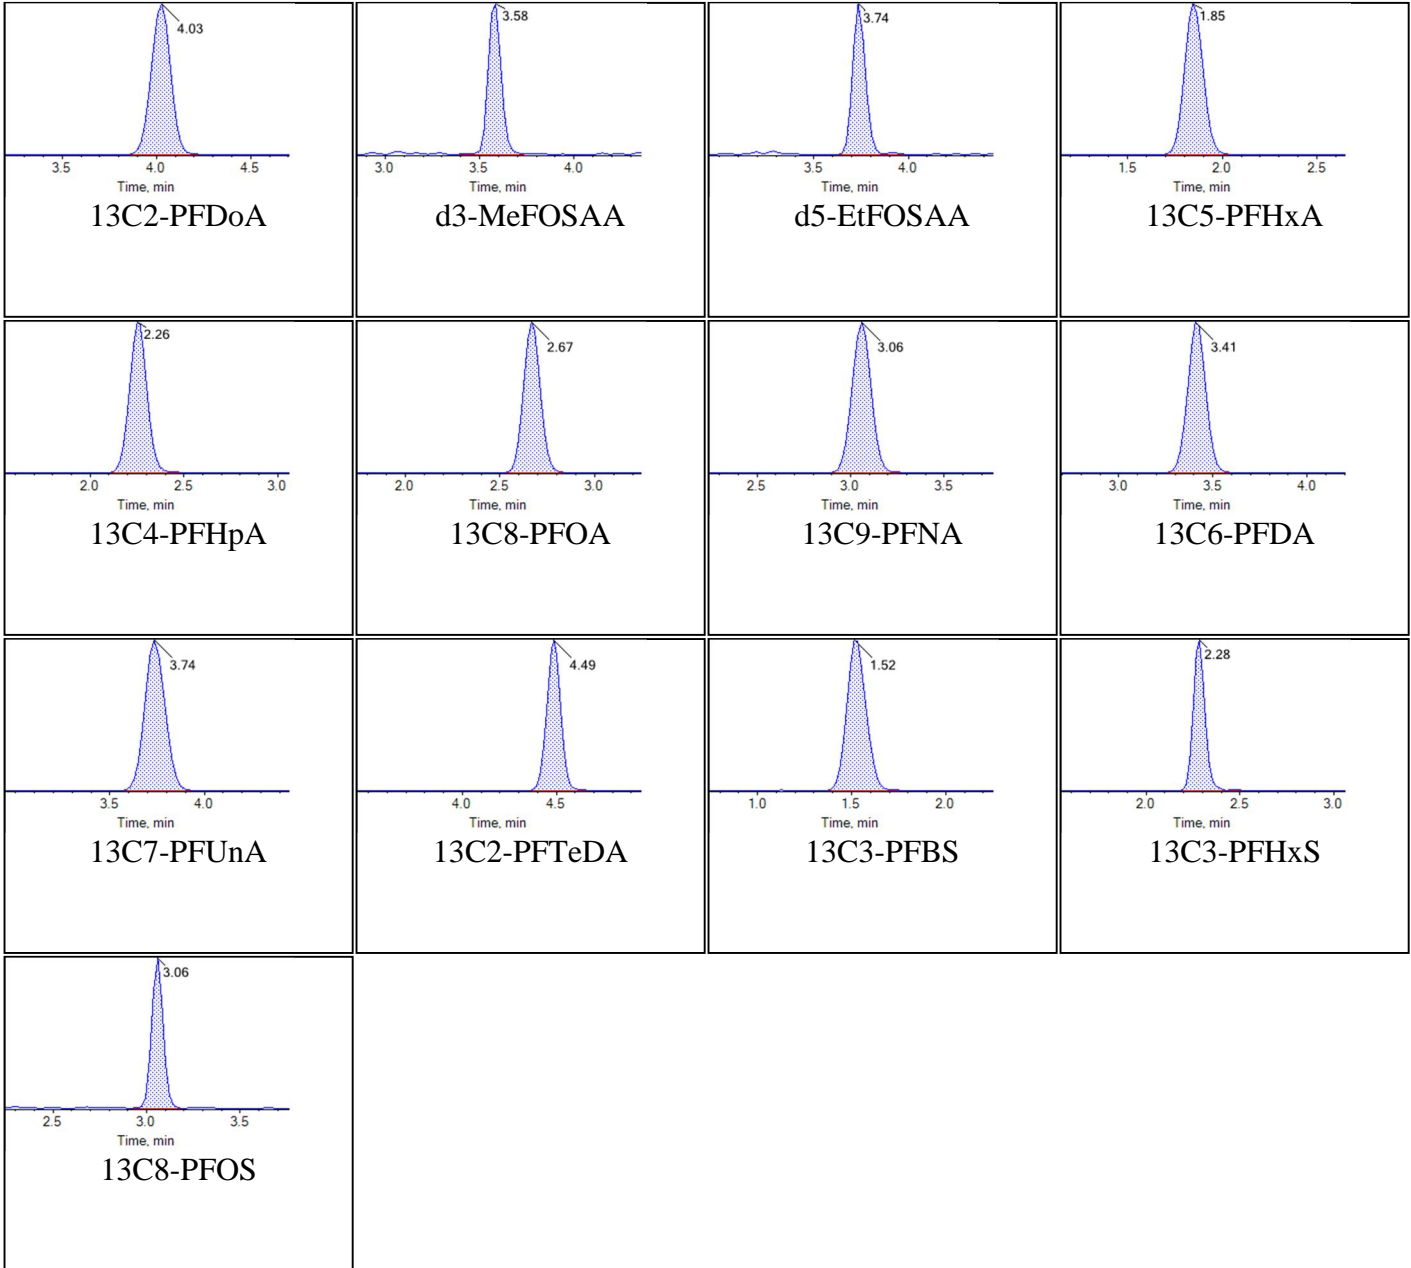 4.03
3.5 4.0 4.5
Time, min
13C2-PFDoA
3.58
3.0 3.5 4.0
Time, min
d3-MeFOSAA
3.74
3.5 4.0
Time, min
d5-EtFOSAA
1.85
1.5 2.0 2.5
Time, min
13C5-PFHxA
2.26
2.0 2.5 3.0
Time, min
13C4-PFHpA
2.67
2.0 2.5 3.0
Time, min
13C8-PFOA
3.06
2.5 3.0 3.5
Time, min
13C9-PFNA
3.41
3.0 3.5 4.0
Time, min
13C6-PFDA
3.74
3.5 4.0
Time, min
13C7-PFUnA
4.49
4.0 4.5
Time, min
13C2-PFTeDA
1.52
1.0 1.5 2.0
Time, min
13C3-PFBS
2.28
2.0 2.5 3.0
Time, min
13C3-PFHxS
3.06
2.5 3.0 3.5
Time, min
13C8-PFOS